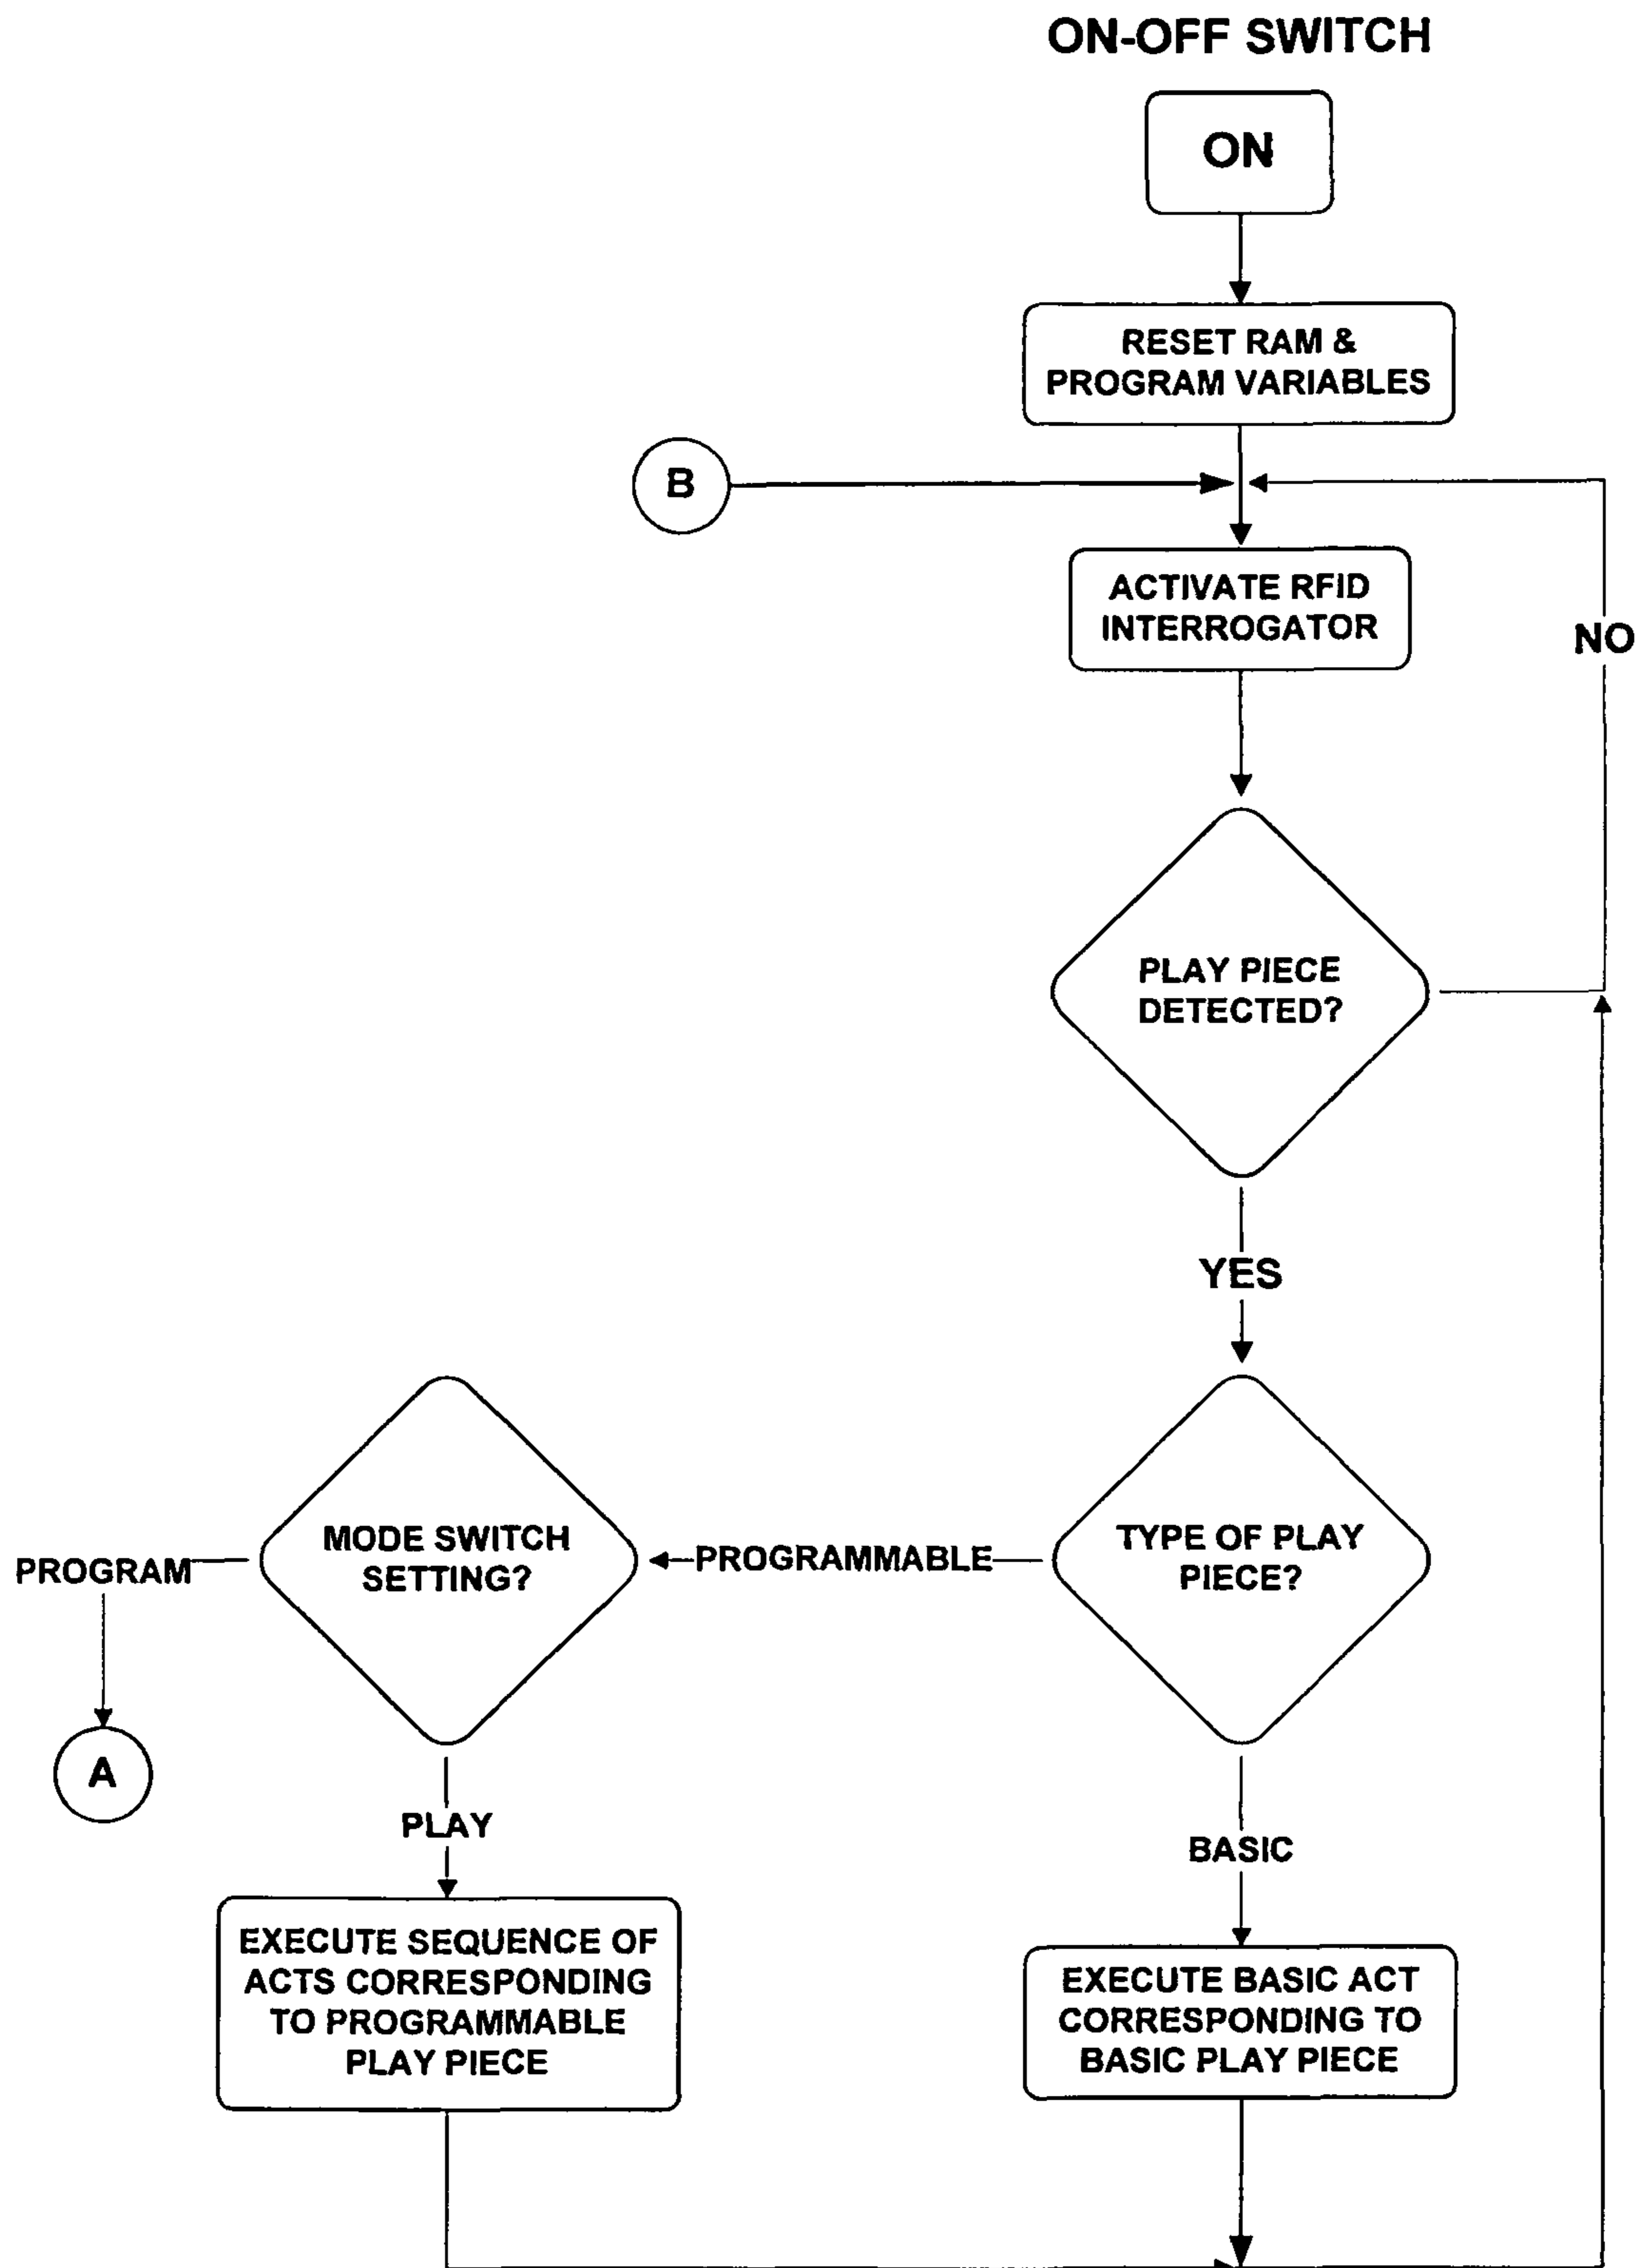 ON-OFF SWITCH
ON
RESET RAM &
PROGRAM VARIABLES
B
ACTIVATE RFID
INTERROGATOR
NO
PLAY PIECE
DETECTED?
YES
MODE SWITCH
SETTING?
PROGRAMMABLE
TYPE OF PLAY
PIECE?
PROGRAM
A
PLAY
BASIC
EXECUTE SEQUENCE OF
ACTS CORRESPONDING
TO PROGRAMMABLE
PLAY PIECE
EXECUTE BASIC ACT
CORRESPONDING TO
BASIC PLAY PIECE